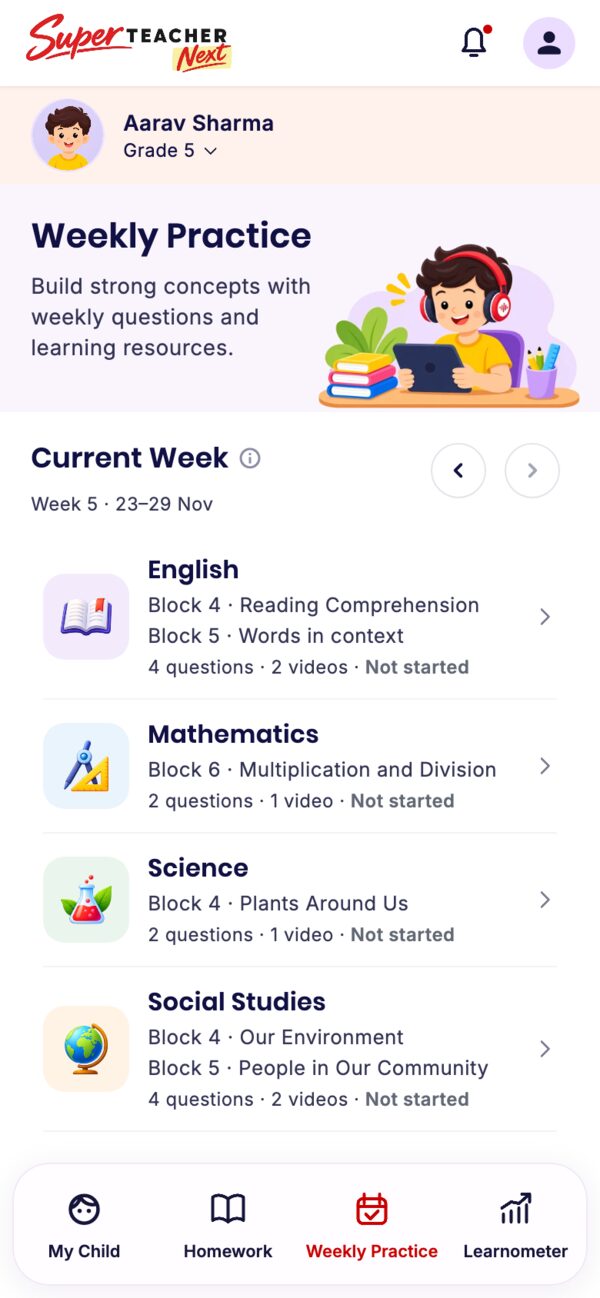 Super TEACHER
Next
Aarav Sharma
Grade 5
Weekly Practice
Build strong concepts with
weekly questions and
learning resources.
Current Week
Week 5 · 23–29 Nov
English
Block 4 · Reading Comprehension
Block 5 · Words in context
4 questions · 2 videos · Not started
Mathematics
Block 6 · Multiplication and Division
2 questions · 1 video · Not started
Science
Block 4 · Plants Around Us
2 questions · 1 video · Not started
Social Studies
Block 4 · Our Environment
Block 5 · People in Our Community
4 questions · 2 videos · Not started
My Child
Homework
Weekly Practice
Learnometer